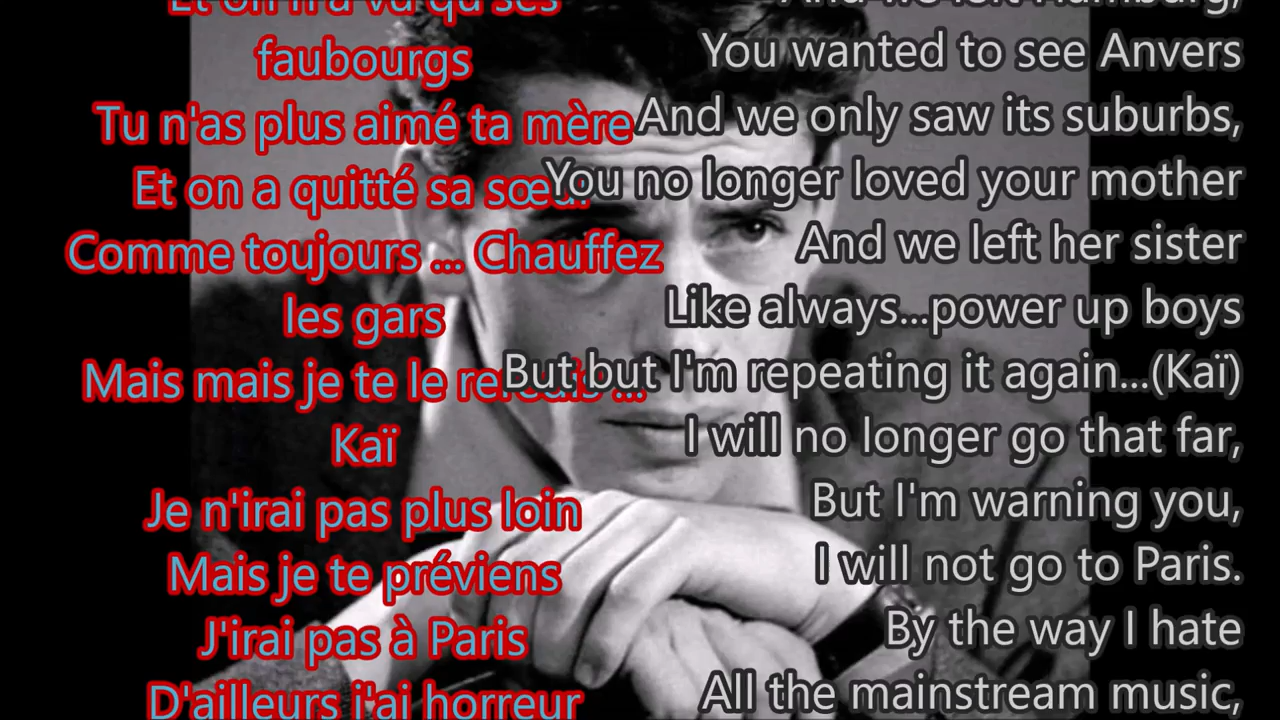 Et on n'a vu qu'ses
faubourgs
Tu n'as plus aimé ta mère
Et on a quitté sa sœur
Comme toujours ... Chauffez
les gars
Mais mais je te le redis ...
Kaï
Je n'irai pas plus loin
Mais je te préviens
J'irai pas à Paris
D'ailleurs j'ai horreur
And we left Hamburg,
You wanted to see Anvers
And we only saw its suburbs,
You no longer loved your mother
And we left her sister
Like always...power up boys
But but I'm repeating it again...(Kaï)
I will no longer go that far,
But I'm warning you,
I will not go to Paris.
By the way I hate
All the mainstream music,